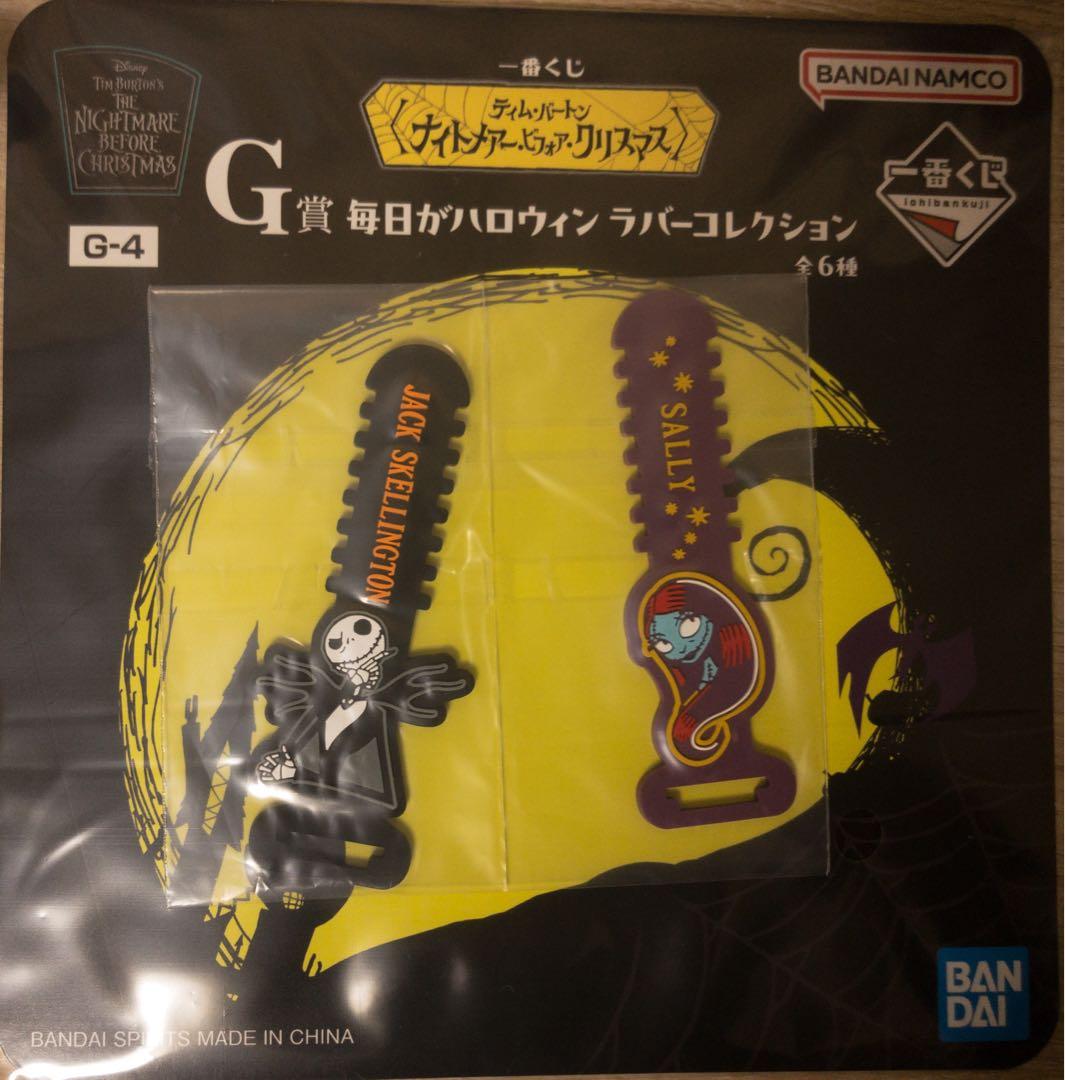 Disney
TIM BURTON'S
THE
NIGHTMARE
BEFORE
CHRISTMAS
一番くじ
ティム・バートン
ナイトメアー・ビフォア・クリスマス
BANDAI NAMCO
一番くじ
ichibankuji
G賞 毎日がハロウィン ラバーコレクション
全6種
G-4
JACK SKELLINGTON
SALLY
BAN
DAI
BANDAI SPIRITS MADE IN CHINA